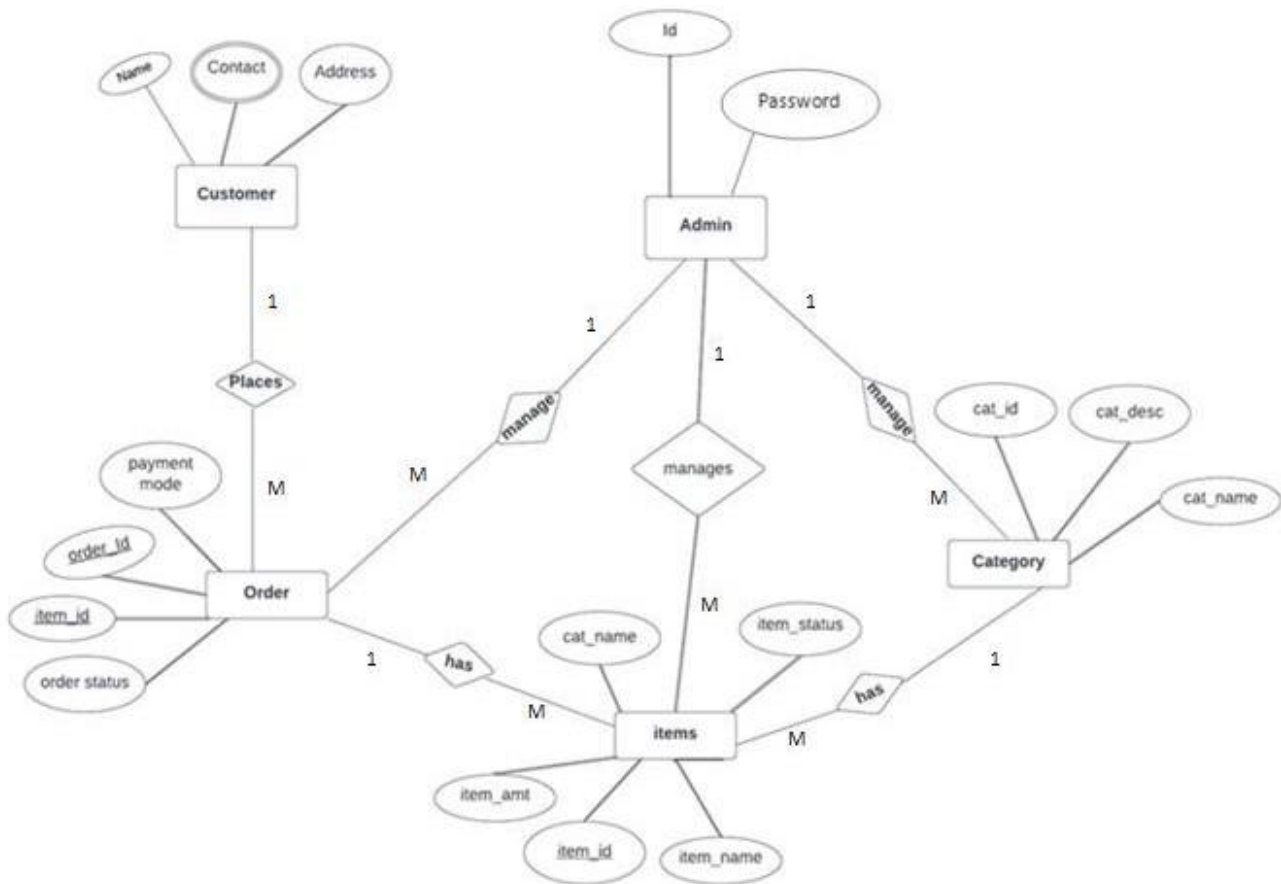 Id
Name
Contact
Address
Password
Customer
Admin
1
1
1
1
Places
manage
manage
cat_id
cat_desc
payment
mode
M
M
manages
M
cat_name
order_Id
Category
Order
item_id
M
cat_name
item_status
order status
1
has
1
has
M
items
M
item_amt
item_id
item_name